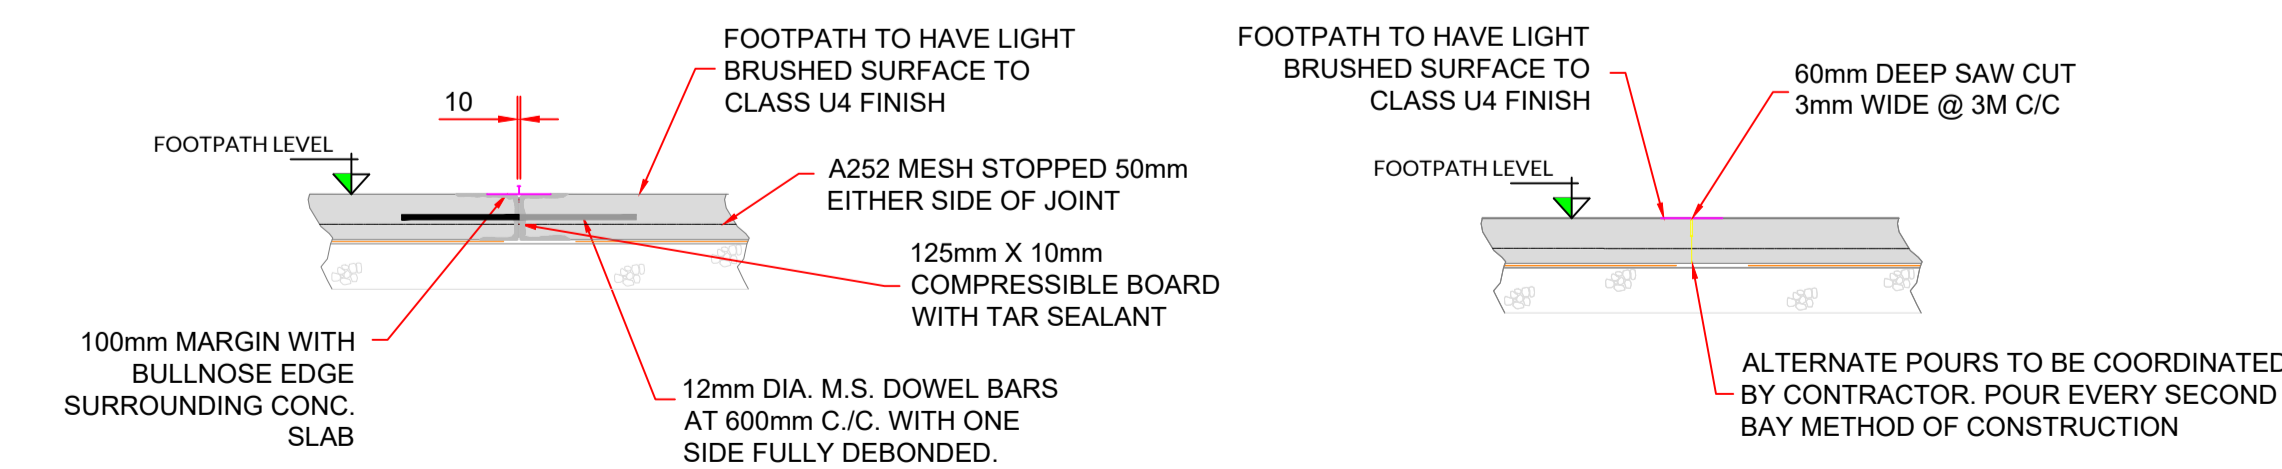 FOOTPATH TO HAVE LIGHT
BRUSHED SURFACE TO
CLASS U4 FINISH
10
FOOTPATH LEVEL
A252 MESH STOPPED 50mm
EITHER SIDE OF JOINT
125mm X 10mm
COMPRESSIBLE BOARD
WITH TAR SEALANT
100mm MARGIN WITH
BULLNOSE EDGE
SURROUNDING CONC.
SLAB
12mm DIA. M.S. DOWEL BARS
AT 600mm C./C. WITH ONE
SIDE FULLY DEBONDED.
FOOTPATH TO HAVE LIGHT
BRUSHED SURFACE TO
CLASS U4 FINISH
60mm DEEP SAW CUT
3mm WIDE @ 3M C/C
FOOTPATH LEVEL
ALTERNATE POURS TO BE COORDINATED
BY CONTRACTOR. POUR EVERY SECOND
BAY METHOD OF CONSTRUCTION